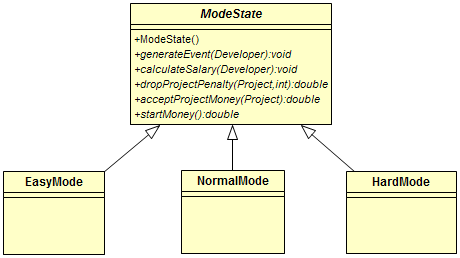 ModeState
+ModeState()
+generateEvent(Developer):void
+calculateSalary(Developer):void
+dropProjectPenalty(Project,int):double
+acceptProjectMoney(Project):double
+startMoney():double
EasyMode
NormalMode
HardMode